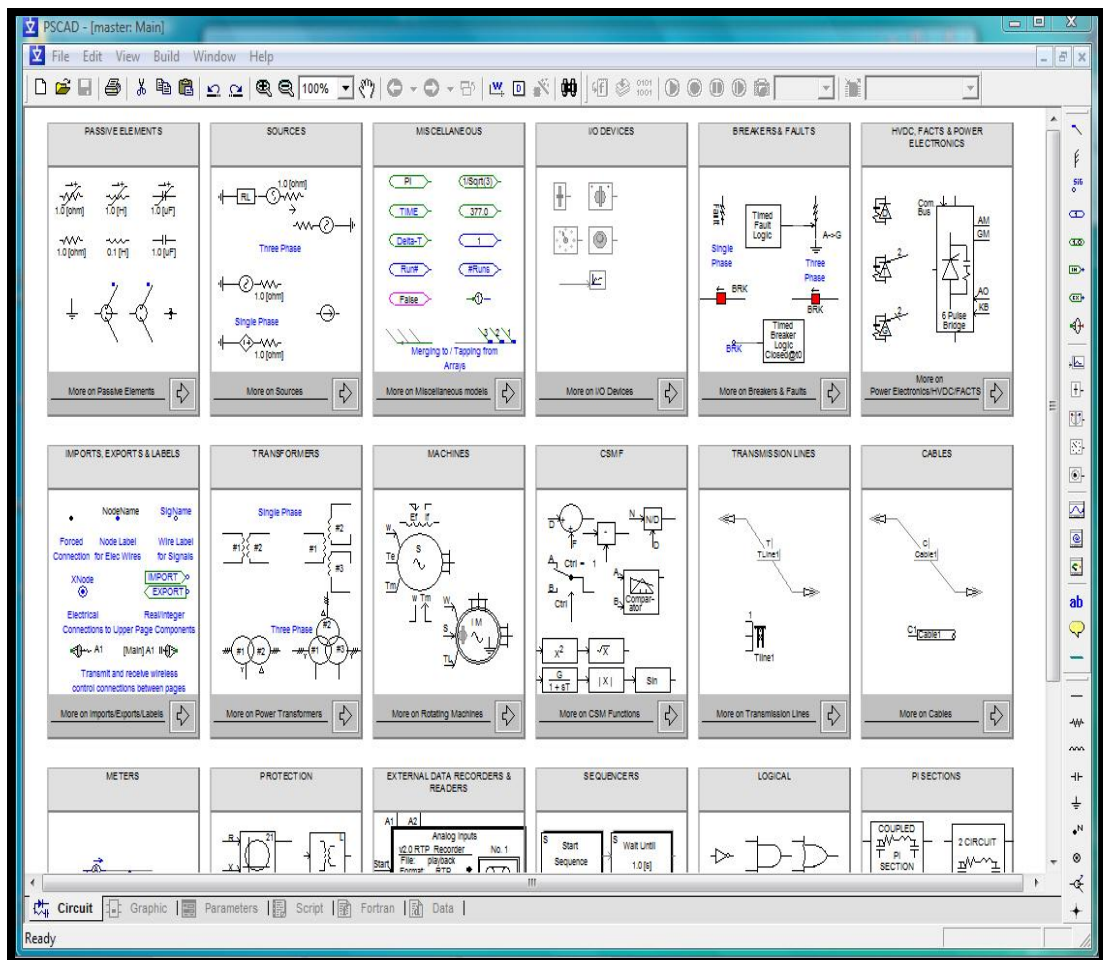 PSCAD - [master: Main]
File Edit View Build Window Help
100%
PASSIVE ELEMENTS
1.0 [ohm] 1.0 [H] 1.0 [uF]
1.0 [ohm] 0.1 [H] 1.0 [uF]
More on Passive Elements
SOURCES
1.0 [ohm]
RL
Three Phase
1.0 [ohm]
Single Phase
1.0 [ohm]
More on Sources
MISCELLANEOUS
PI 1/Sqrt(3)
TIME 377.0
Delta-T 1
Run# #Runs
False 1
3 2 1
Merging to / Tapping from
Arrays
More on Miscellaneous models
I/O DEVICES
More on I/O Devices
BREAKERS & FAULTS
Fault
Timed
Fault
Logic
A->G
Single
Phase
Three
Phase
BRK
BRK
BRK
Timed
Breaker
Logic
Closed@t0
More on Breakers & Faults
HVDC, FACTS & POWER
ELECTRONICS
Com.
Bus
AM
GM
2
2
AO
KB
6 Pulse
Bridge
More on
Power Electronics/HVDC/FACTS
IMPORTS, EXPORTS & LABELS
NodeName SigName
Forced Node Label Wire Label
Connection for Elec Wires for Signals
XNode
IMPORT
EXPORT
Electrical Real/Integer
Connections to Upper Page Components
A1 [Main] A1
Transmit and receive wireless
control connections between pages
More on Imports/Exports/Labels
TRANSFORMERS
Single Phase
#1 #2 #1 #2
#3
Three Phase
#2
#1 #2 #1 #3
More on Power Transformers
MACHINES
Ef If
w
S
Te
Tm
w Tm
W
S
I M
TL
More on Rotating Machines
CSMF
D + + F
N N/D D
A Ctrl = 1
B
Ctrl
A
B
Compar-
ator
X² √X
G
1 + sT
|X| Sin
More on CSM Functions
TRANSMISSION LINES
T
TLine1
1
Tline1
More on Transmission Lines
CABLES
C
Cable1
C1 Cable1
More on Cables
METERS
PROTECTION
R 21
X
L
EXTERNAL DATA RECORDERS &
READERS
A1 A2
Analog Inputs
v2.0 RTP Recorder No. 1
Start File: playback
Format: RTP
SEQUENCERS
S Start
Sequence
S Wait Until
1.0 [s]
LOGICAL
PI SECTIONS
COUPLED
PI
SECTION
2 CIRCUIT
ab
N
Circuit Graphic Parameters Script Fortran Data
Ready